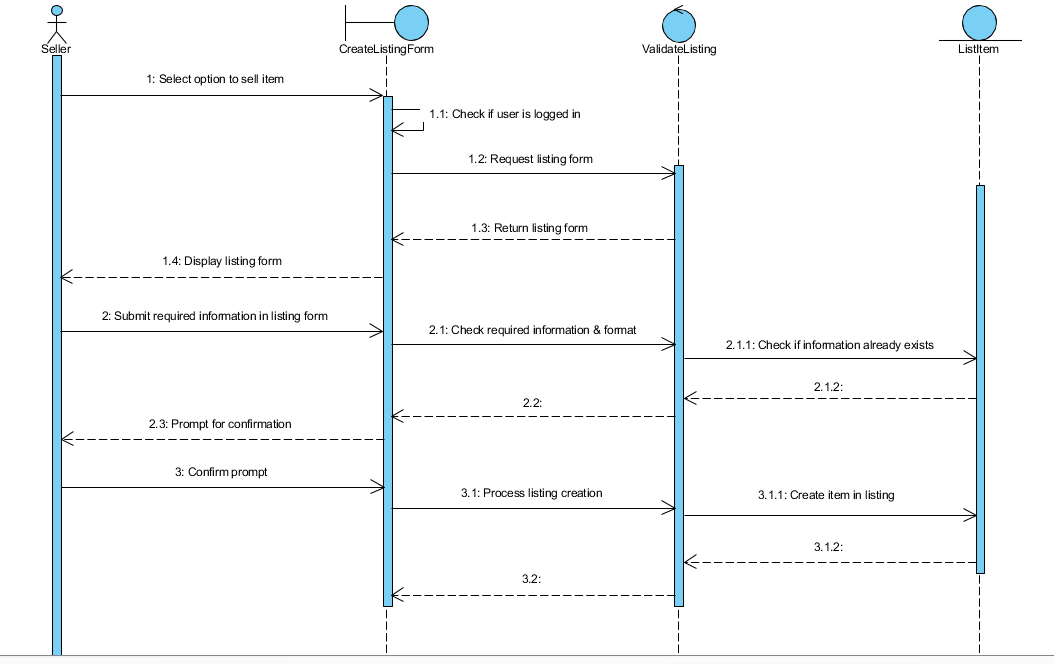 Seller
CreateListingForm
ValidateListing
ListItem
1: Select option to sell item
1.1: Check if user is logged in
1.2: Request listing form
1.3: Return listing form
1.4: Display listing form
2: Submit required information in listing form
2.1: Check required information & format
2.1.1: Check if information already exists
2.1.2:
2.2:
2.3: Prompt for confirmation
3: Confirm prompt
3.1: Process listing creation
3.1.1: Create item in listing
3.1.2:
3.2: